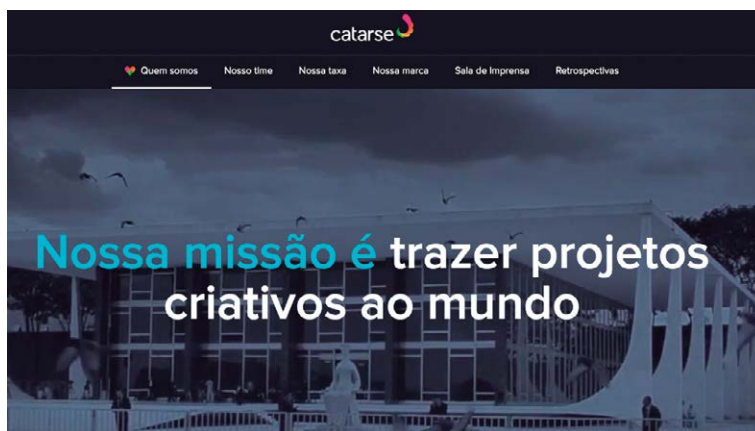 catarse
Quem somos
Nosso time
Nossa taxa
Nossa marca
Sala de Imprensa
Retrospectivas
Nossa missão é trazer projetos
criativos ao mundo